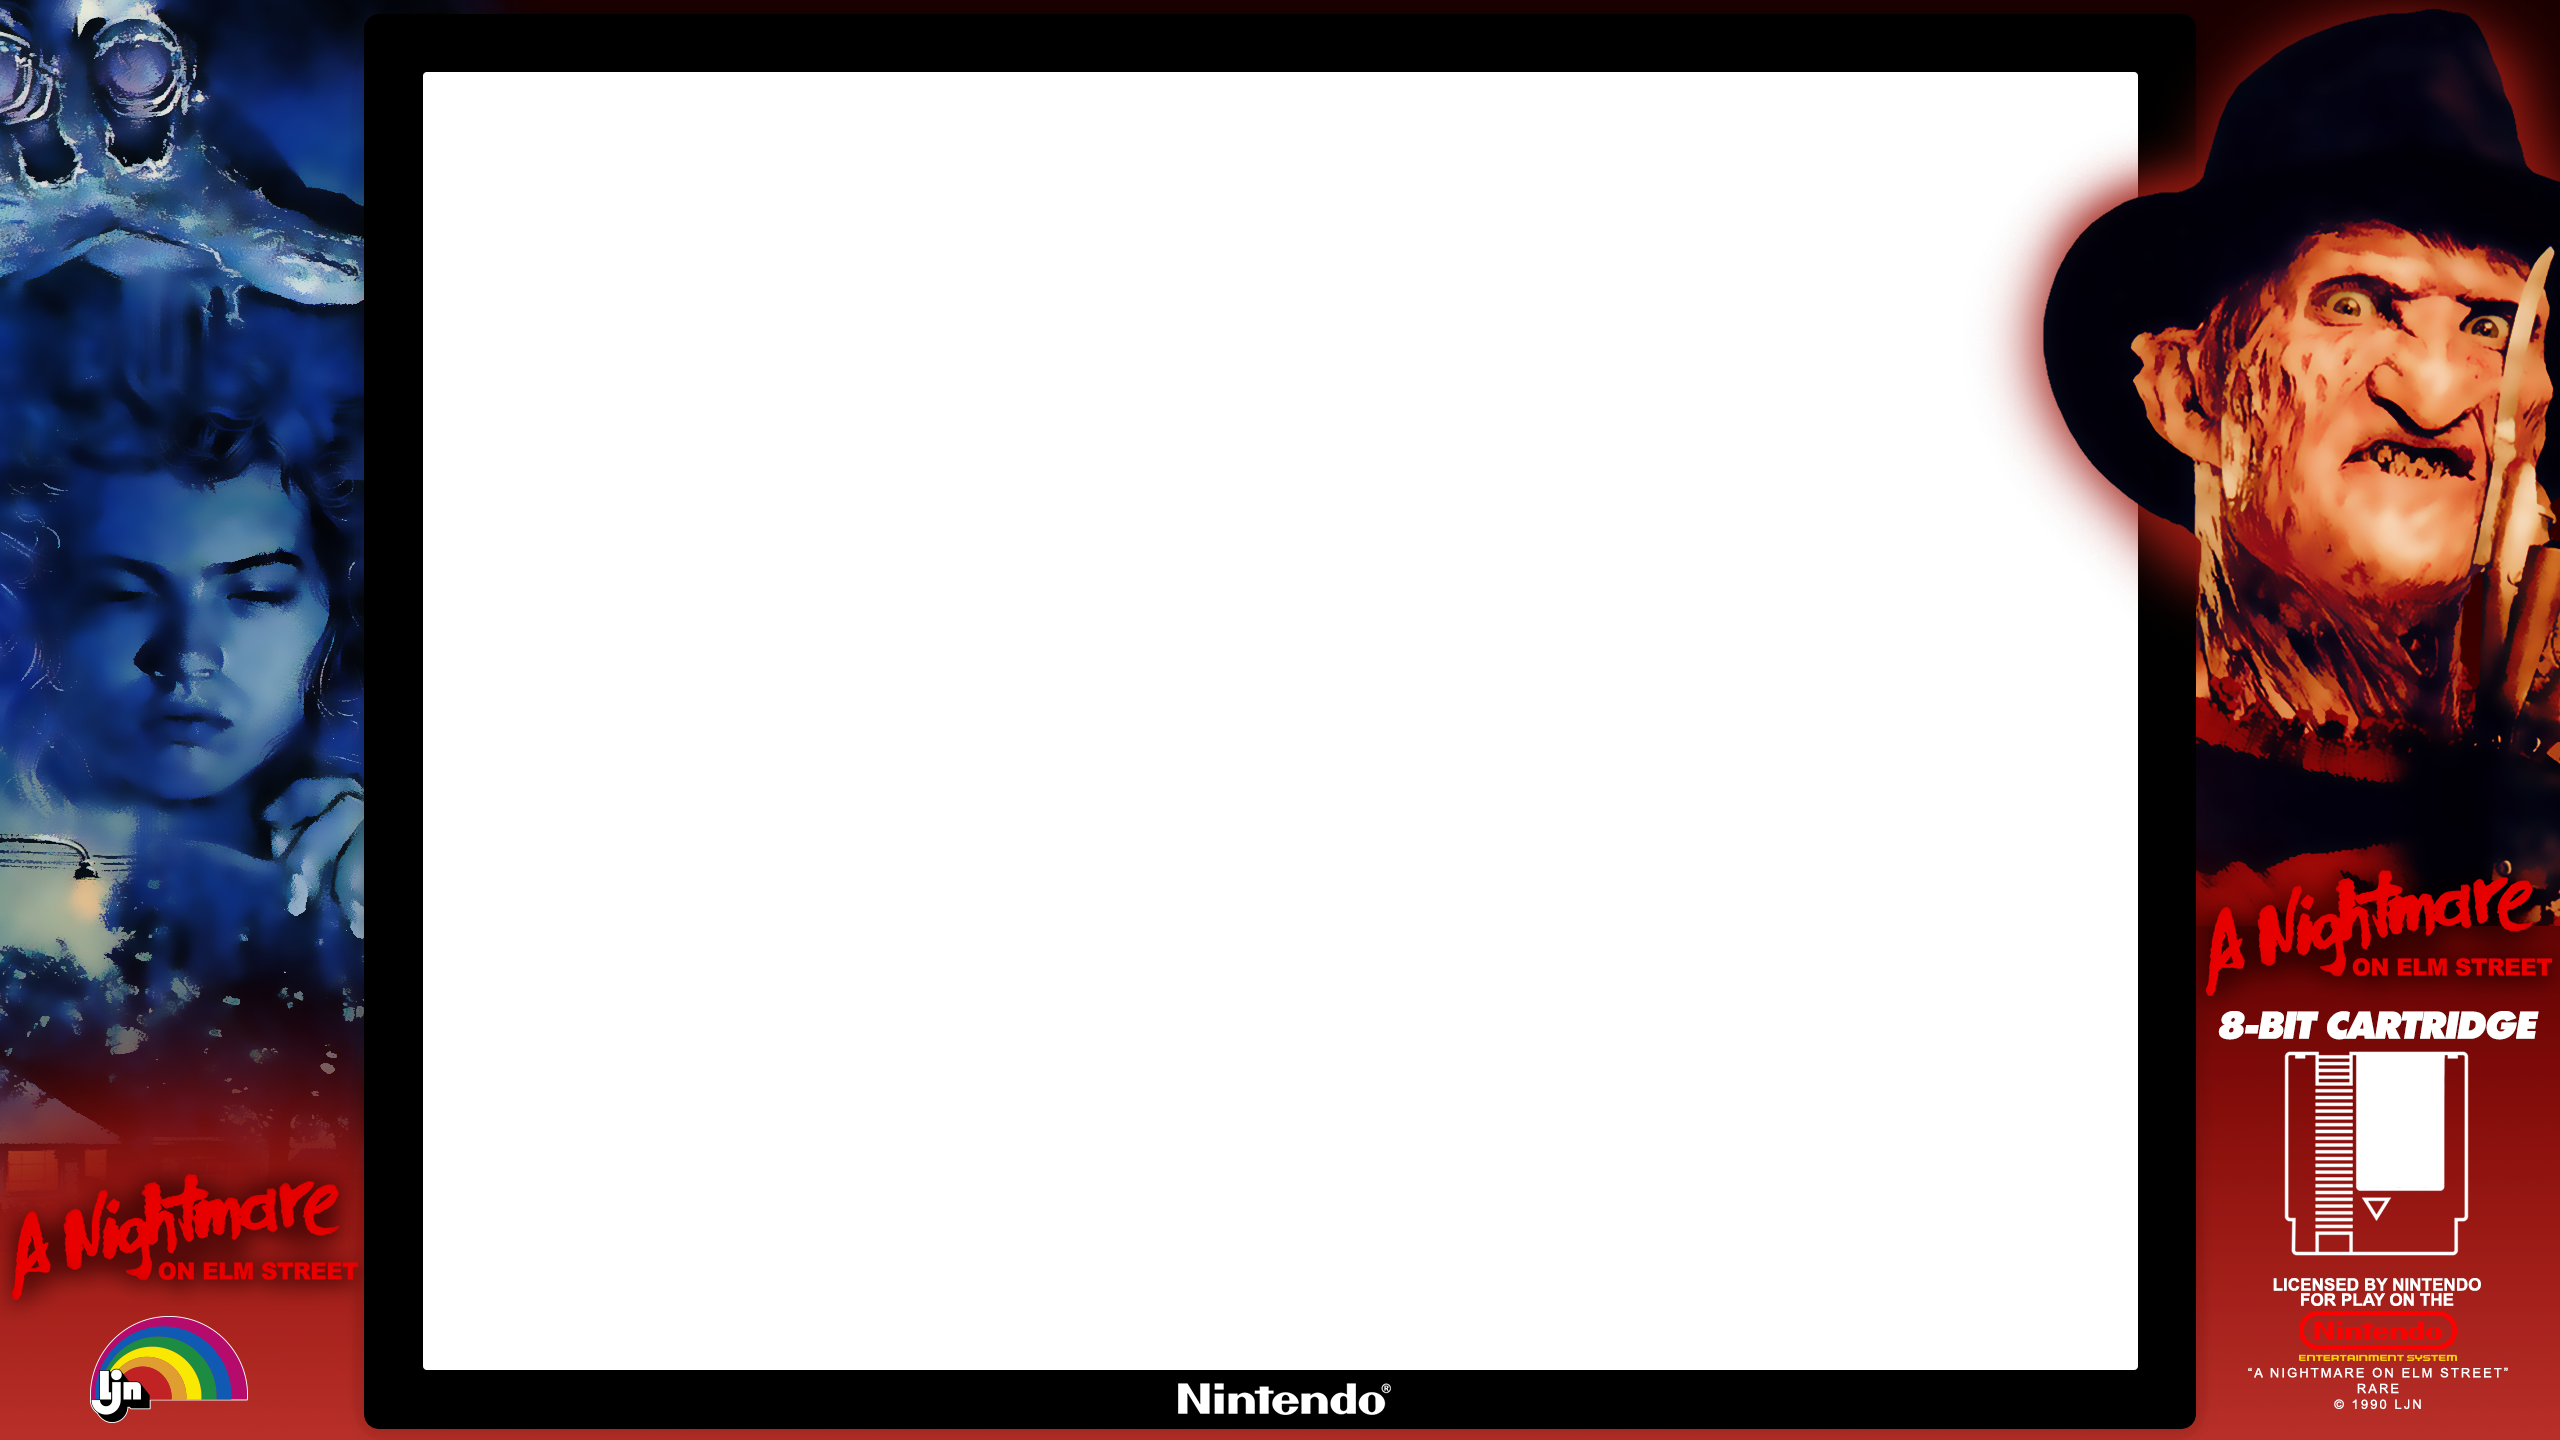 A Nightmare
ON ELM STREET
ljn
Nintendo®
A Nightmare
ON ELM STREET
8-BIT CARTRIDGE
LICENSED BY NINTENDO
FOR PLAY ON THE
Nintendo
ENTERTAINMENT SYSTEM
“A NIGHTMARE ON ELM STREET”
RARE
© 1990 LJN